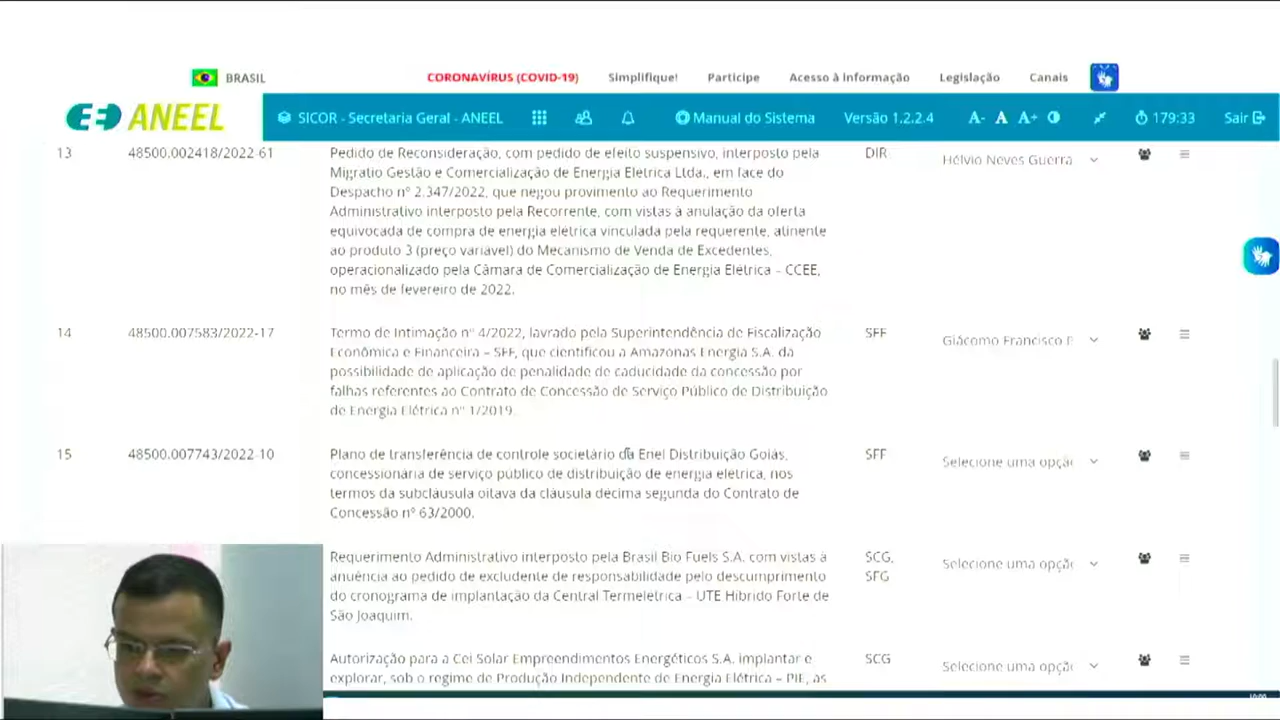 BRASIL
CORONAVÍRUS (COVID-19) Simplifique! Participe Acesso à informação Legislação Canais
ANEEL
SICOR - Secretaria Geral - ANEEL Manual do Sistema Versão 1.2.2.4 A- A A+ 179:33 Sair
13 48500.002418/2022-61 Pedido de Reconsideração, com pedido de efeito suspensivo, interposto pela DIR Hélvio Neves Guerra
Migratio Gestão e Comercialização de Energia Elétrica Ltda., em face do
Despacho nº 2.347/2022, que negou provimento ao Requerimento
Administrativo interposto pela Recorrente, com vistas à anulação da oferta
equivocada de compra de energia elétrica vinculada pela requerente, atinente
ao produto 3 (preço variável) do Mecanismo de Venda de Excedentes,
operacionalizado pela Câmara de Comercialização de Energia Elétrica – CCEE,
no mês de fevereiro de 2022.
14 48500.007583/2022-17 Termo de Intimação nº 4/2022, lavrado pela Superintendência de Fiscalização SFF Giácomo Francisco
Econômica e Financeira – SFF, que cientificou a Amazonas Energia S.A. da
possibilidade de aplicação de penalidade de caducidade da concessão por
falhas referentes ao Contrato de Concessão de Serviço Público de Distribuição
de Energia Elétrica nº 1/2019.
15 48500.007743/2022-10 Plano de transferência de controle societário da Enel Distribuição Goiás, SFF Selecione uma opçã
concessionária de serviço público de distribuição de energia elétrica, nos
termos da subcláusula oitava da cláusula décima segunda do Contrato de
Concessão nº 63/2000.
Requerimento Administrativo interposto pela Brasil Bio Fuels S.A. com vistas à SCG, Selecione uma opçã
anuência ao pedido de excludente de responsabilidade pelo descumprimento SFG
do cronograma de implantação da Central Termelétrica – UTE Híbrido Forte de
São Joaquim.
Autorização para a Cei Solar Empreendimentos Energéticos S.A. implantar e SCG Selecione uma opçã
explorar, sob o regime de Produção Independente de Energia Elétrica – PIE, as